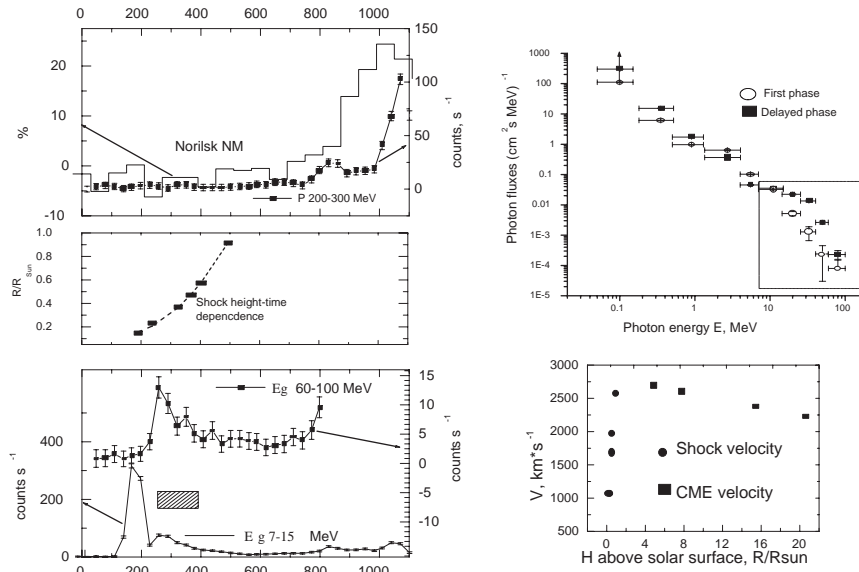 0 200 400 600 800 1000
20
10
0
-10
%
150
100
50
0
counts, s⁻¹
Norilsk NM
P 200-300 MeV
1.0
0.8
0.6
0.4
0.2
R/R Sun
Shock height-time
depencdence
400
200
0
counts s⁻¹
15
10
5
0
-5
-10
counts s⁻¹
Eg 60-100 MeV
E g 7-15 MeV
0 200 400 600 800 1000
1000
100
10
1
0.1
0.01
1E-3
1E-4
1E-5
Photon fluxes (cm² s MeV)⁻¹
First phase
Delayed phase
0.1 1 10 100
Photon energy E, MeV
3000
2500
2000
1500
1000
500
V, km*s⁻¹
Shock velocity
CME velocity
0 4 8 12 16 20
H above solar surface, R/Rsun